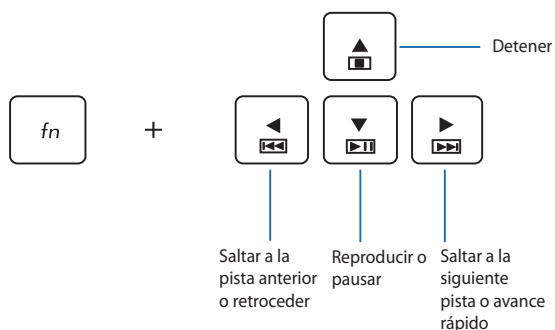 Detener
fn +
Saltar a la
pista anterior
o retroceder
Reproducir o
pausar
Saltar a la
siguiente
pista o avance
rápido